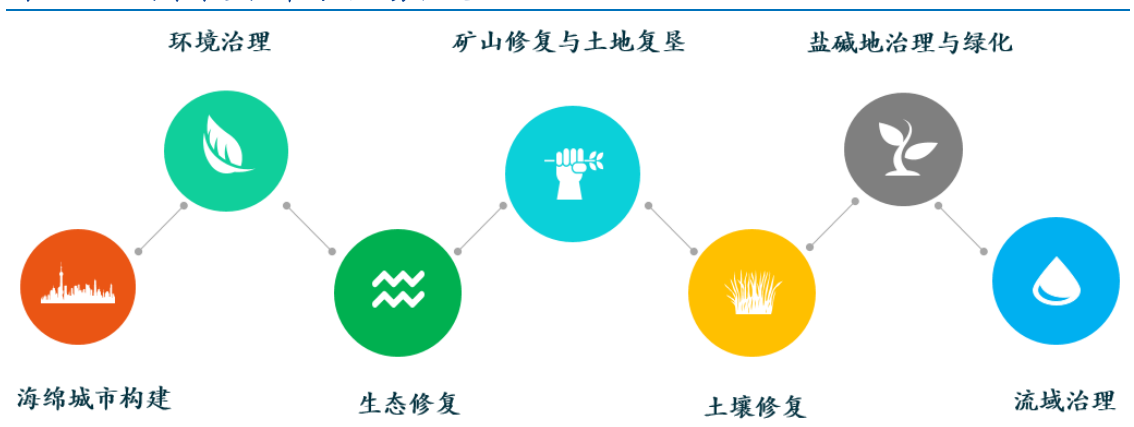 环境治理
矿山修复与土地复垦
盐碱地治理与绿化
海绵城市构建
生态修复
土壤修复
流域治理